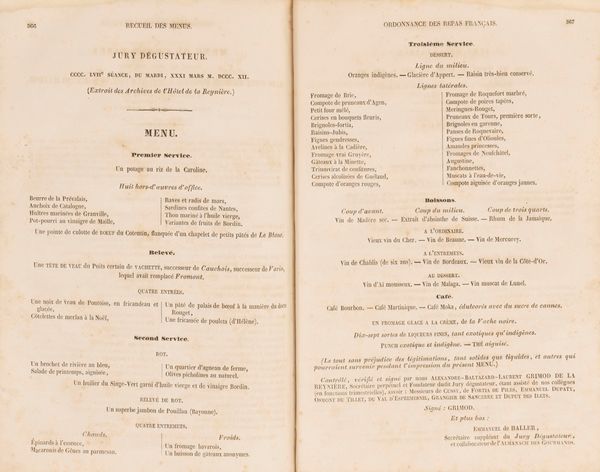 366 RECUEIL DES MENUS.
JURY DÉGUSTATEUR.
CCCC. LVIIe SÉANCE, DU MARDI, XXXI MARS M. DCCC. XII.
(Extrait des Archives de l'Hôtel de la Reynière.)
MENU.
Premier Service.
Un potage au riz de la Caroline.
Huit hors-d'œuvres d'office.
Beurre de la Prévalais,
Anchois de Catalogne,
Huîtres marinées de Granville,
Pot-pourri au vinaigre de Maille,
Raves et radis de mars,
Sardines confites de Nantes,
Thon mariné à l'huile vierge,
Variantes de fruits de Bordin.
Une pointe de culotte de BŒUF du Cotentin, flanquée d'un chapelet de petits pâtés de Le Blanc.
Relevé.
Une TÊTE DE VEAU du Puits certain de VACHETTE, successeur de Cauchois, successeur de Varin,
lequel avait remplacé Froment.
QUATRE ENTRÉES,
Une noix de veau de Pontoise, en fricandeau et
glacée,
Côtelettes de merlan à la Noël,
Un pâté de palais de bœuf à la manière du
Rouget,
Une fricassée de poulets (d'Hélène).
Second Service.
ROT.
Un brochet de rivière au bleu,
Salade de printemps, aignisée,
Un quartier d'agneau de ferme,
Olives picholines au naturel.
Un huilier du Singe-Vert garni d'huile vierge et de vinaigre Bordin.
RELEVÉ DE ROT.
Un superbe jambon de Pouillan (Bayonne).
QUATRE ENTREMETS,
Chauds.
Épinards à l'essence,
Macaronis de Gênes au parmesan.
Froids.
Un fromage bavarois,
Un buisson de gâteaux anonymes.
ORDONNANCE DES REPAS FRANÇAIS. 367
Troisième Service.
DESSERT.
Ligne du milieu.
Oranges indigènes. — Glacière d'Appert. — Raisin très-bien conservé.
Lignes latérales.
Fromage de Brie,
Compote de pruneaux d'Agen,
Petit four mêlé,
Cerises en bouquets fleuris,
Brignoles-fortia,
Raisins-Jubis,
Figues gendresses,
Avelines à la Cadière,
Fromage vrai Gruyère,
Gâteaux à la Minette,
Triumvirat de confitures,
Cerises alcoolisées de Guélaud,
Compote d'oranges rouges,
Fromage de Roquefort marbré,
Compote de poires tapées,
Meringues-Rouget,
Pruneaux de Tours, première sorte,
Brignoles en garenne,
Panses de Roquevaire,
Figues fines d'Olioules,
Amandes princesses,
Fromages de Neufchâtel,
Augustine,
Fanchonnettes,
Muscats à l'eau-de-vie,
Compote aiguisée d'oranges jaunes.
Boissons.
Coup d'avant. Coup du milieu. Coup de trois quarts.
Vin de Madère sec. — Extrait d'absinthe de Suisse. — Rhum de la Jamaïque.
A L'ORDINAIRE.
Vieux vin du Cher. — Vin de Beaune. — Vin de Mercurey.
A L'ENTREMETS.
Vin de Chablis (de six ans). — Vin de Bordeaux. — Vieux vin de la Côte-d'Or.
AU DESSERT.
Vin d'Aï mousseux. — Vin de Malaga. — Vin muscat de Lunel.
Café.
Café Bourbon. — Café Martinique. — Café Moka, édulcorés avec du sucre de cannes.
UN FROMAGE GLACÉ A LA CRÈME, de la Vache noire.
Dix-sept sortes de LIQUEURS FINES, tant exotiques qu'indigènes.
PUNCH exotique et indigène. — THÉ aiguisé.
(Le tout sans préjudice des légitimations, tant solides que liquides, et autres qui
pourraient survenir pendant l'impression du présent MENU.)
Contrôlé, vérifié et signé par nous ALEXANDRE-BALTAZARD-LAURENT GRIMOD DE LA
REYNIÈRE, Secrétaire perpétuel et Fondateur dudit Jury dégustateur, étant assisté de nos collègues
(en fonctions trimestrielles), savoir : Messieurs DE CUSSY, DE FORTIA DE PILES, EMMANUEL DUPATY,
OSMONT DU TILLET, DU VAL D'ESPREMENIL, GRANGIER DE SANCERRE ET DUPUT DES ISLETS.
Signé : GRIMOD.
Et plus bas :
EMMANUEL DE BALLER,
Secrétaire suppléant du Jury Dégustateur,
et collaborateur de l'ALMANACH DES GOURMANDS.